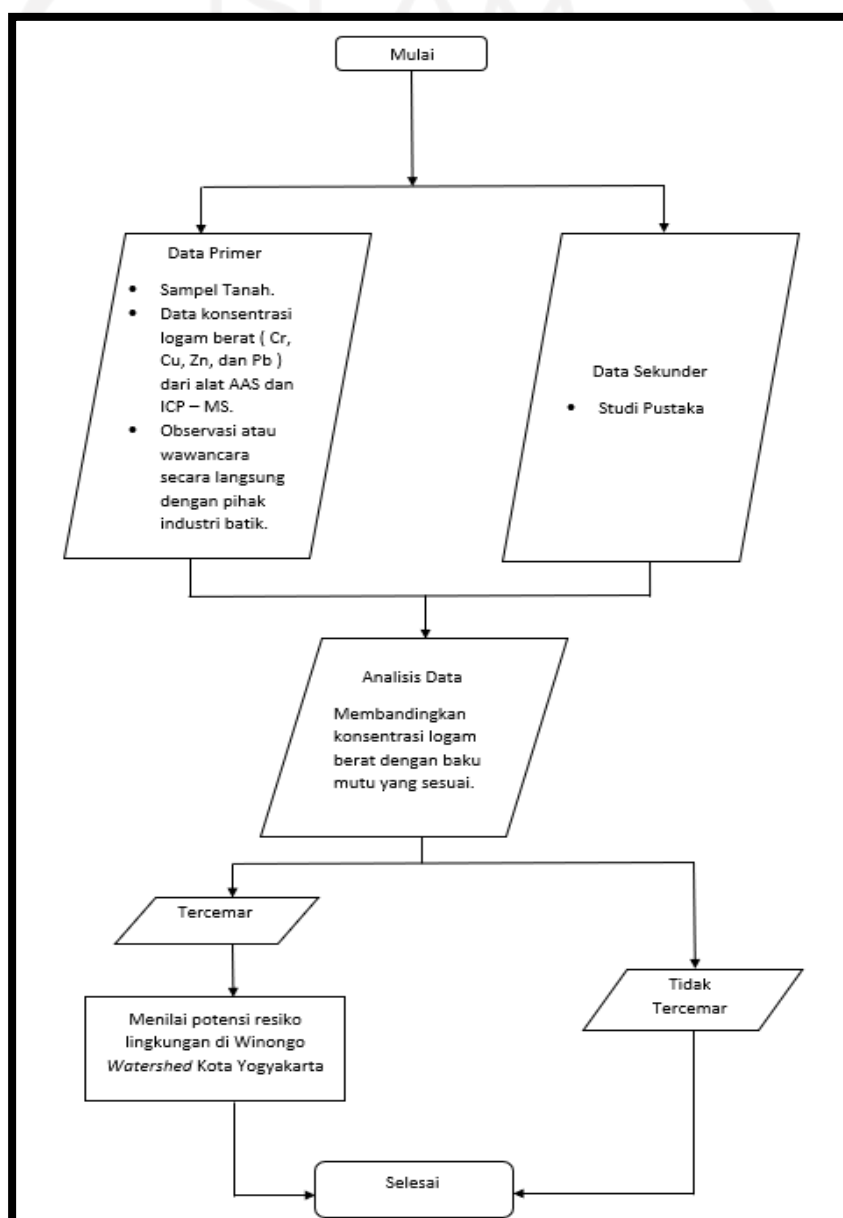 ISLAM
Mulai
Data Primer
• Sampel Tanah.
• Data konsentrasi
logam berat ( Cr,
Cu, Zn, dan Pb )
dari alat AAS dan
ICP – MS.
• Observasi atau
wawancara
secara langsung
dengan pihak
industri batik.
Data Sekunder
• Studi Pustaka
Analisis Data
Membandingkan
konsentrasi logam
berat dengan baku
mutu yang sesuai.
Tercemar
Tidak
Tercemar
Menilai potensi resiko
lingkungan di Winongo
Watershed Kota Yogyakarta
Selesai